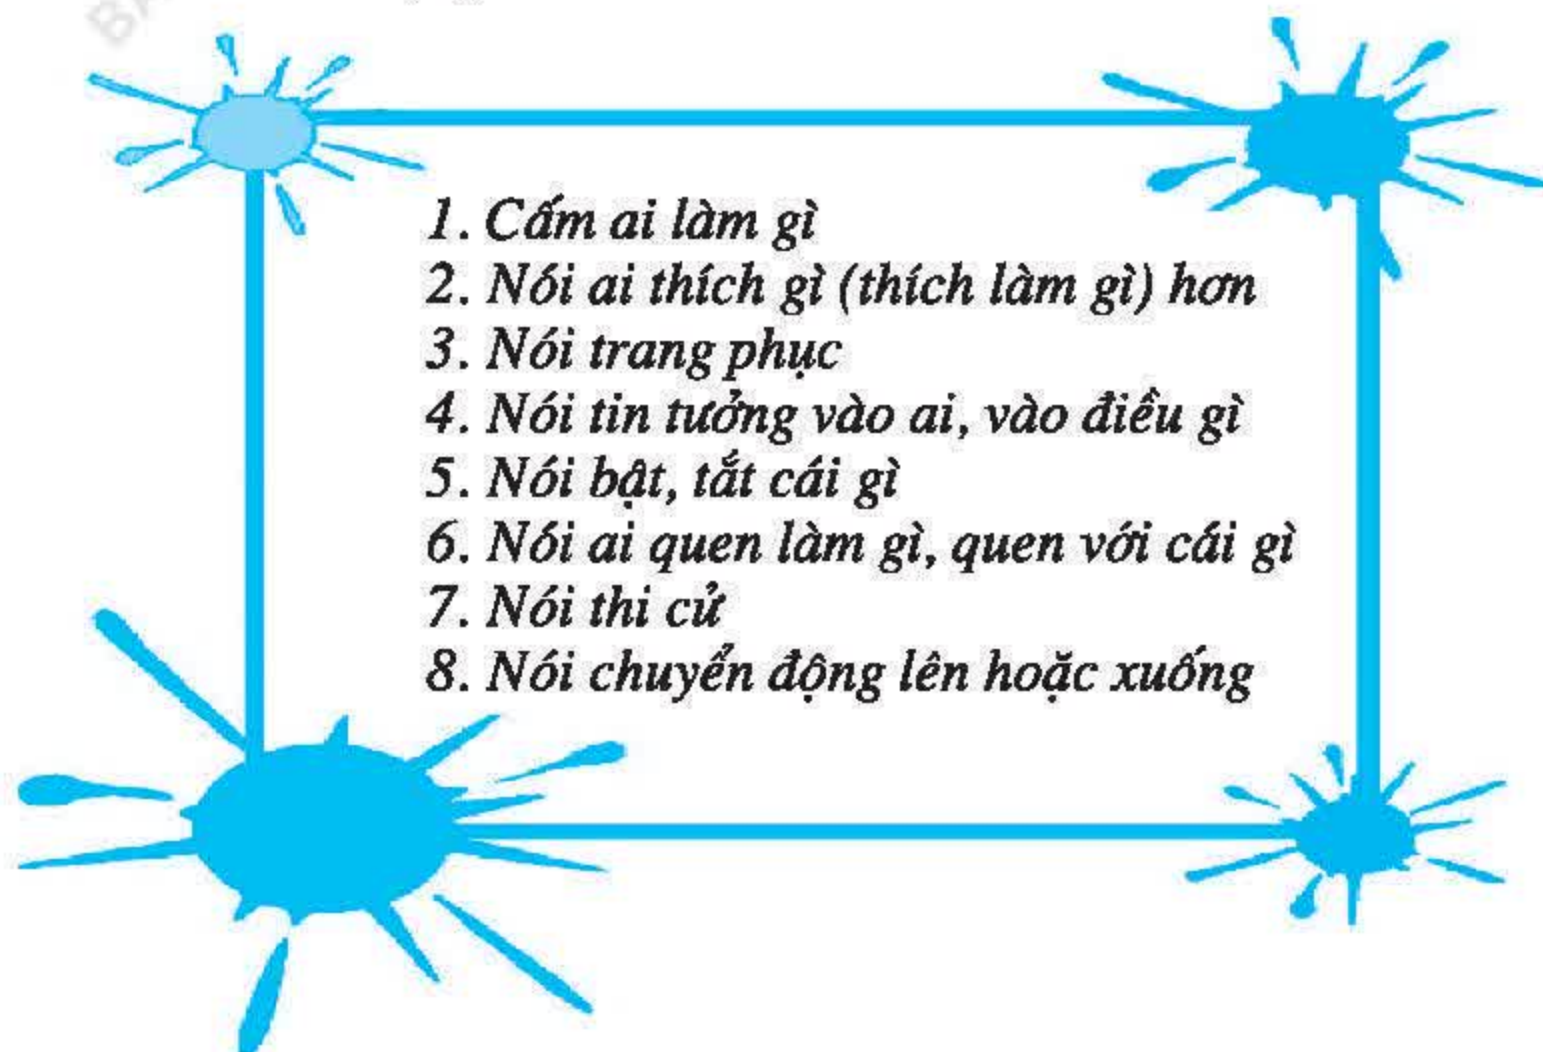 1. Cấm ai làm gì
2. Nói ai thích gì (thích làm gì) hơn
3. Nói trang phục
4. Nói tin tưởng vào ai, vào điều gì
5. Nói bật, tắt cái gì
6. Nói ai quen làm gì, quen với cái gì
7. Nói thi cử
8. Nói chuyển động lên hoặc xuống